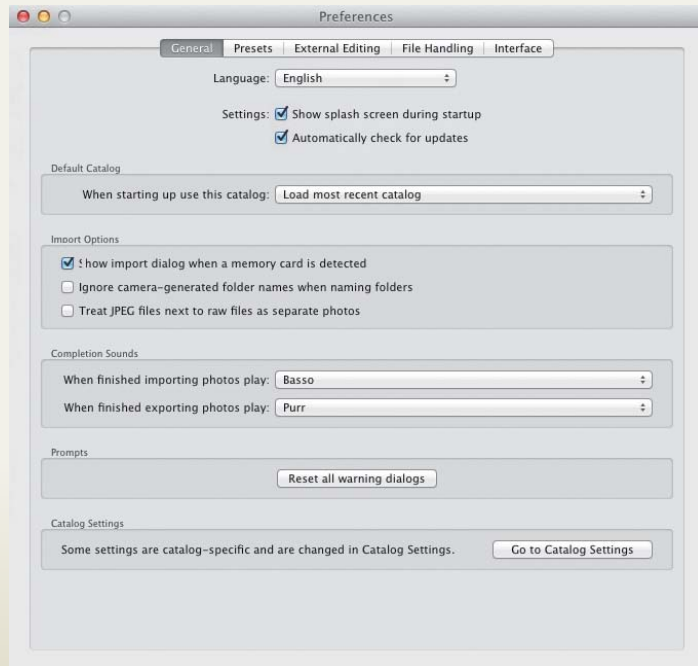 Preferences
General Presets External Editing File Handling Interface
Language: English
Settings: Show splash screen during startup
Automatically check for updates
Default Catalog
When starting up use this catalog: Load most recent catalog
Import Options
Show import dialog when a memory card is detected
Ignore camera-generated folder names when naming folders
Treat JPEG files next to raw files as separate photos
Completion Sounds
When finished importing photos play: Basso
When finished exporting photos play: Purr
Prompts
Reset all warning dialogs
Catalog Settings
Some settings are catalog-specific and are changed in Catalog Settings. Go to Catalog Settings